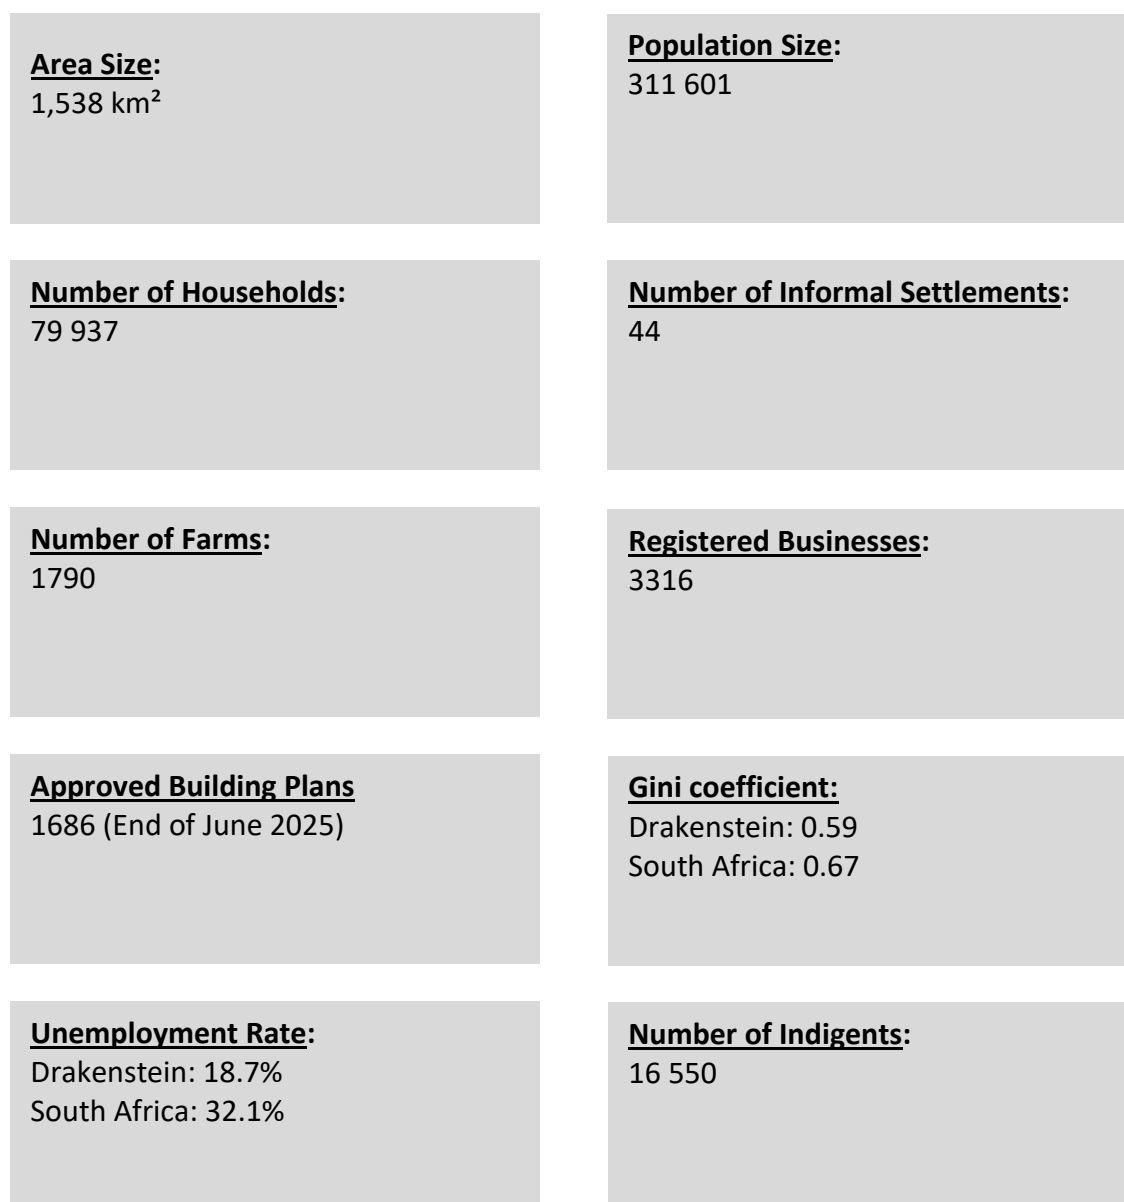 Area Size:
1,538 km²
Population Size:
311 601
Number of Households:
79 937
Number of Informal Settlements:
44
Number of Farms:
1790
Registered Businesses:
3316
Approved Building Plans
1686 (End of June 2025)
Gini coefficient:
Drakenstein: 0.59
South Africa: 0.67
Unemployment Rate:
Drakenstein: 18.7%
South Africa: 32.1%
Number of Indigents:
16 550